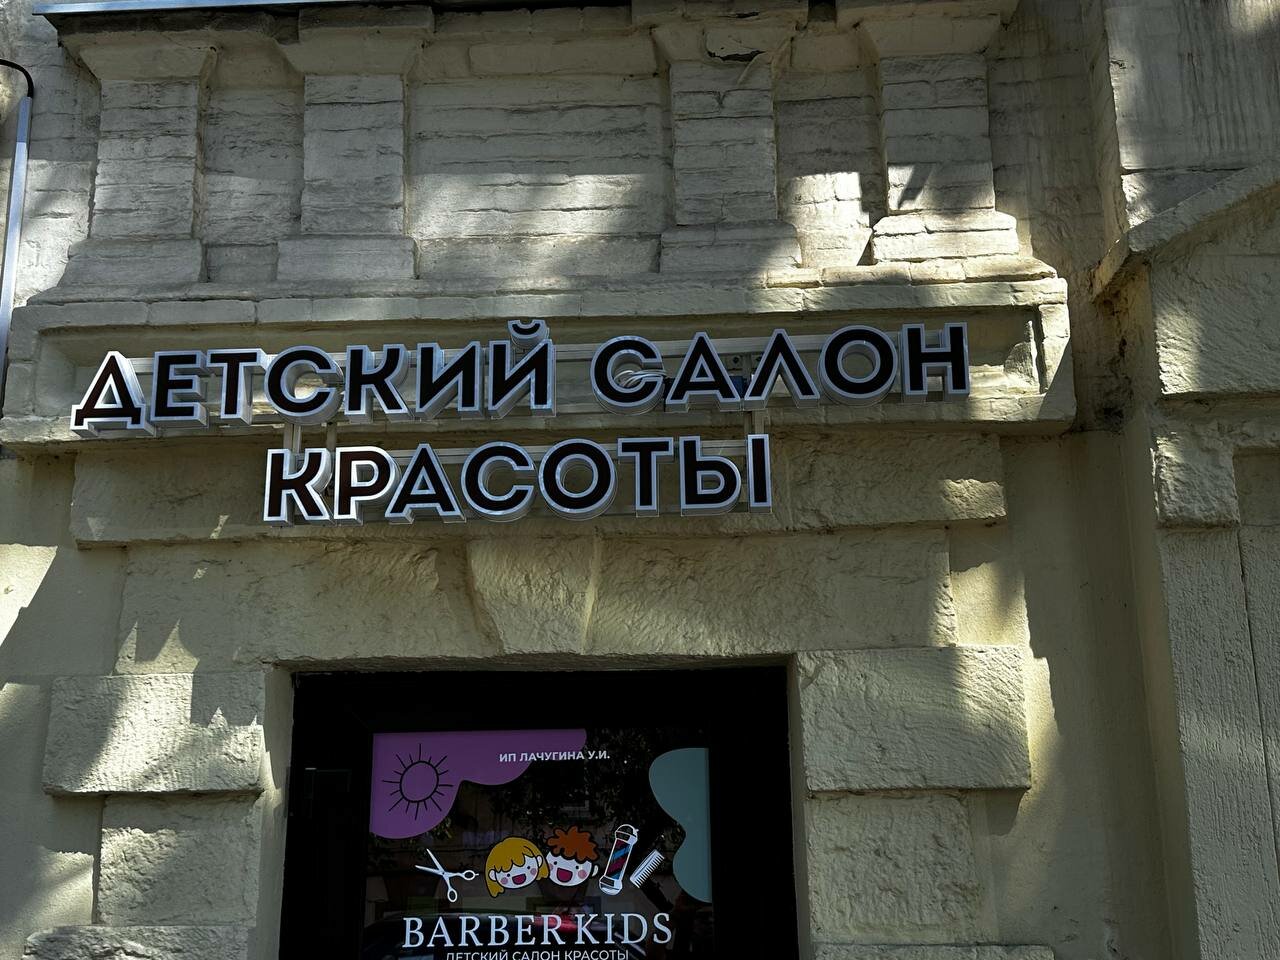 ДЕТСКИЙ САЛОН
КРАСОТЫ
ИП ЛАЧУГИНА У.И.
BARBER KIDS
ДЕТСКИЙ САЛОН КРАСОТЫ